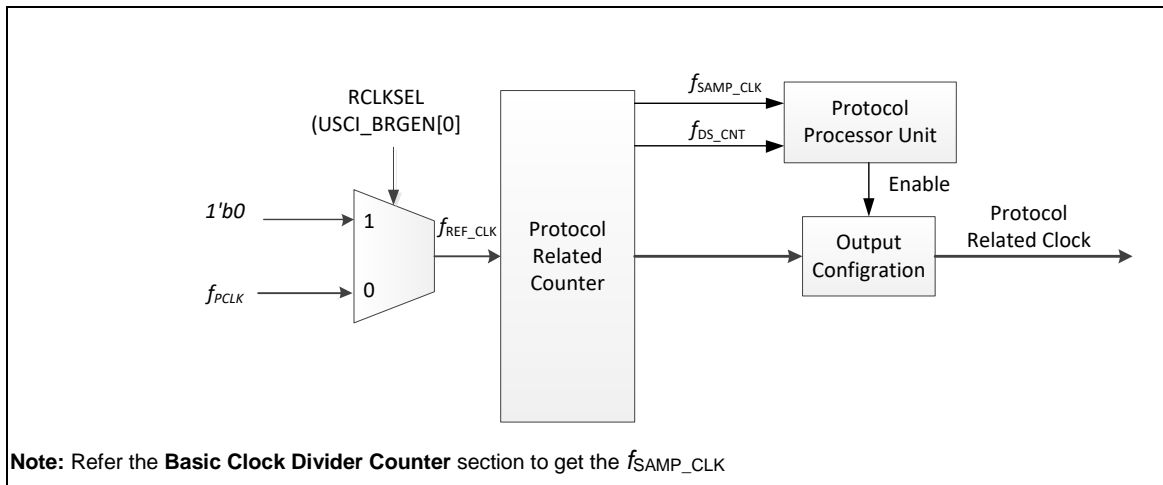 RCLKSEL
(USCI_BRGEN[0]
1'b0
1
fPCLK
0
fREF_CLK
Protocol
Related
Counter
fSAMP_CLK
fDS_CNT
Protocol
Processor Unit
Enable
Output
Configration
Protocol
Related Clock
Note: Refer the Basic Clock Divider Counter section to get the fSAMP_CLK